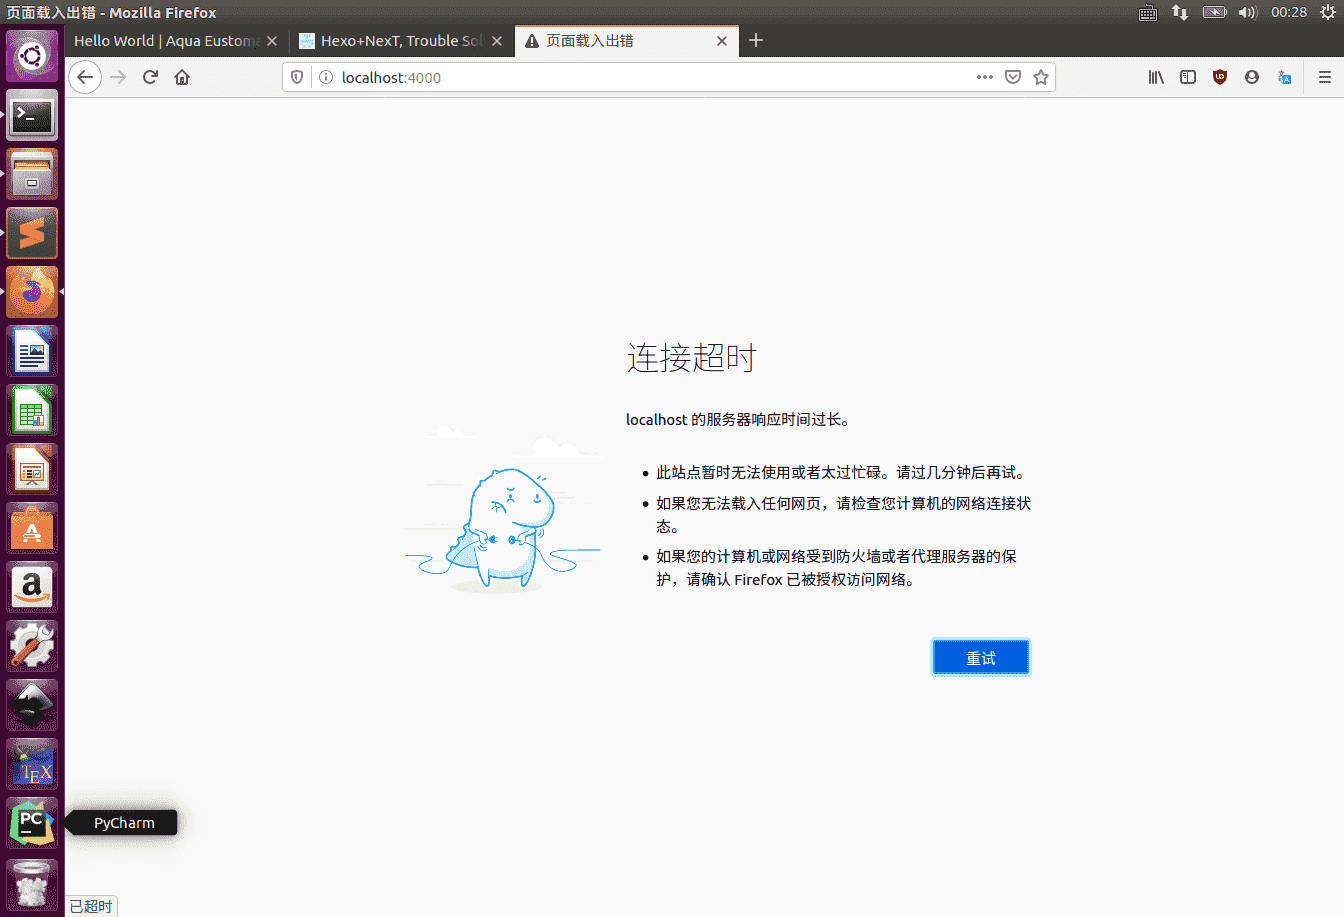 页面载入出错 - Mozilla Firefox
00:28
Hello World | Aqua Eustoma
Hexo+NexT, Trouble Sol
页面载入出错
localhost:4000
连接超时
localhost 的服务器响应时间过长。
此站点暂时无法使用或者太过忙碌。请过几分钟后再试。
如果您无法载入任何网页，请检查您计算机的网络连接状
态。
如果您的计算机或网络受到防火墙或者代理服务器的保
护，请确认 Firefox 已被授权访问网络。
重试
TEX
PC
PyCharm
已超时